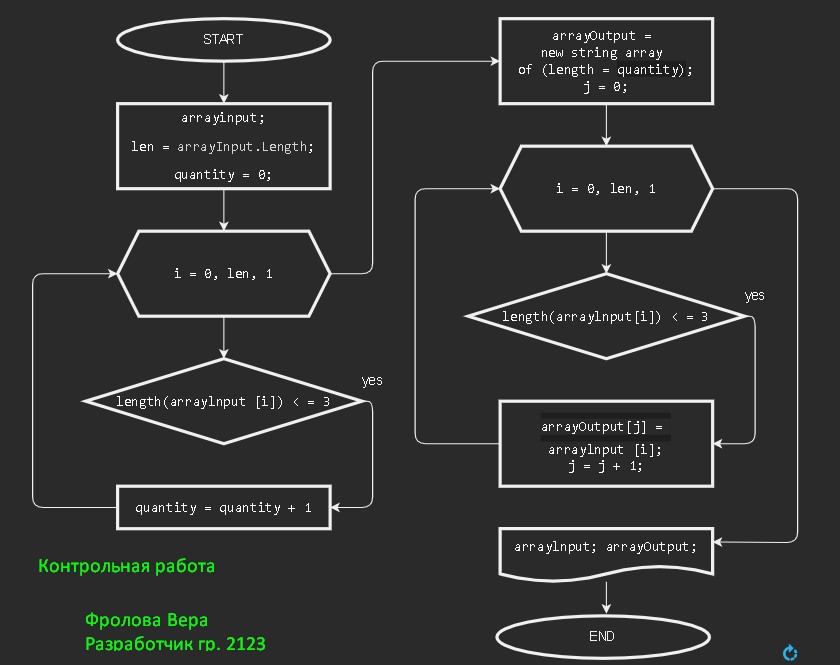 START
arrayinput;
len = arrayInput.Length;
quantity = 0;
i = 0, len, 1
length(arraylnput [i]) < = 3
yes
quantity = quantity + 1
arrayOutput =
new string array
of (length = quantity);
j = 0;
i = 0, len, 1
length(arraylnput[i]) < = 3
yes
arrayOutput[j] =
arraylnput [i];
j = j + 1;
arraylnput; arrayOutput;
END
Контрольная работа
Фролова Вера
Разработчик гр. 2123